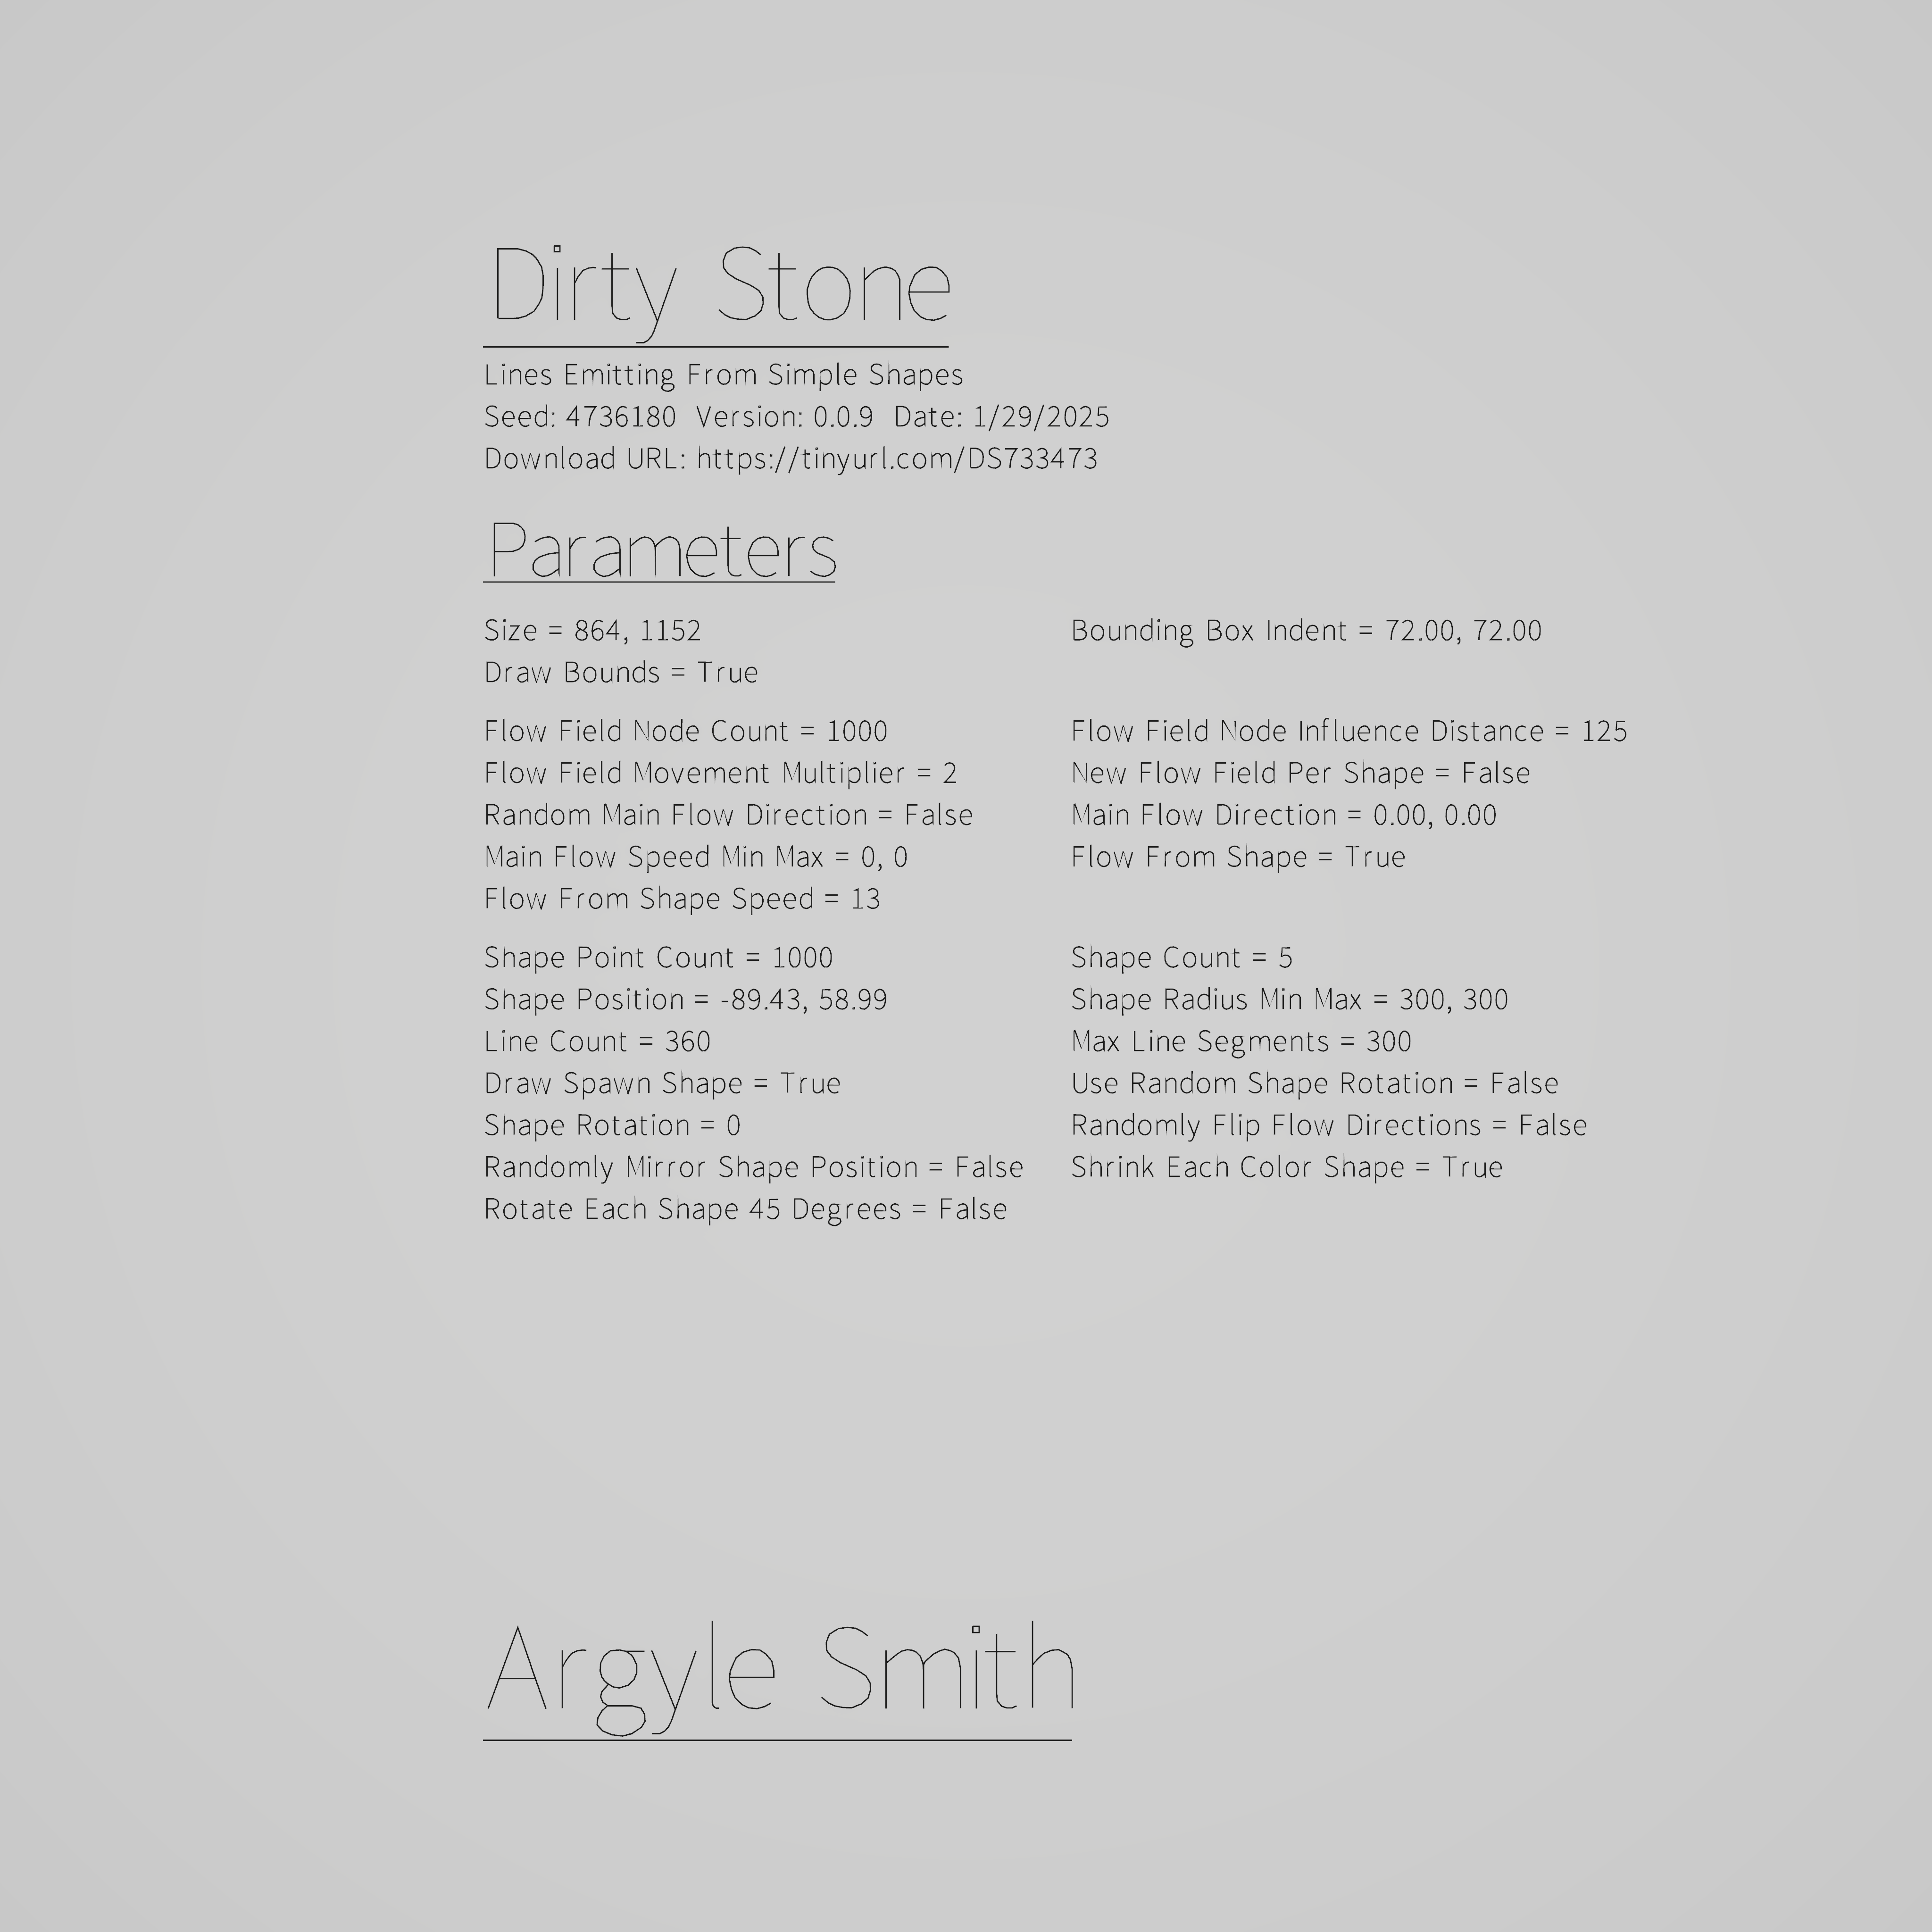 Dirty Stone
Lines Emitting From Simple Shapes
Seed: 4736180  Version: 0.0.9  Date: 1/29/2025
Download URL: https://tinyurl.com/DS733473
Parameters
Size = 864, 1152
Bounding Box Indent = 72.00, 72.00
Draw Bounds = True
Flow Field Node Count = 1000
Flow Field Node Influence Distance = 125
Flow Field Movement Multiplier = 2
New Flow Field Per Shape = False
Random Main Flow Direction = False
Main Flow Direction = 0.00, 0.00
Main Flow Speed Min Max = 0, 0
Flow From Shape = True
Flow From Shape Speed = 13
Shape Point Count = 1000
Shape Count = 5
Shape Position = -89.43, 58.99
Shape Radius Min Max = 300, 300
Line Count = 360
Max Line Segments = 300
Draw Spawn Shape = True
Use Random Shape Rotation = False
Shape Rotation = 0
Randomly Flip Flow Directions = False
Randomly Mirror Shape Position = False
Shrink Each Color Shape = True
Rotate Each Shape 45 Degrees = False
Argyle Smith